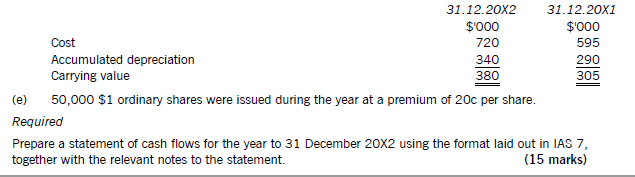 31.12.20X2 31.12.20X1
$'000 $'000
Cost 720 595
Accumulated depreciation 340 290
Carrying value 380 305
(e) 50,000 $1 ordinary shares were issued during the year at a premium of 20c per share.
Required
Prepare a statement of cash flows for the year to 31 December 20X2 using the format laid out in IAS 7,
together with the relevant notes to the statement. (15 marks)